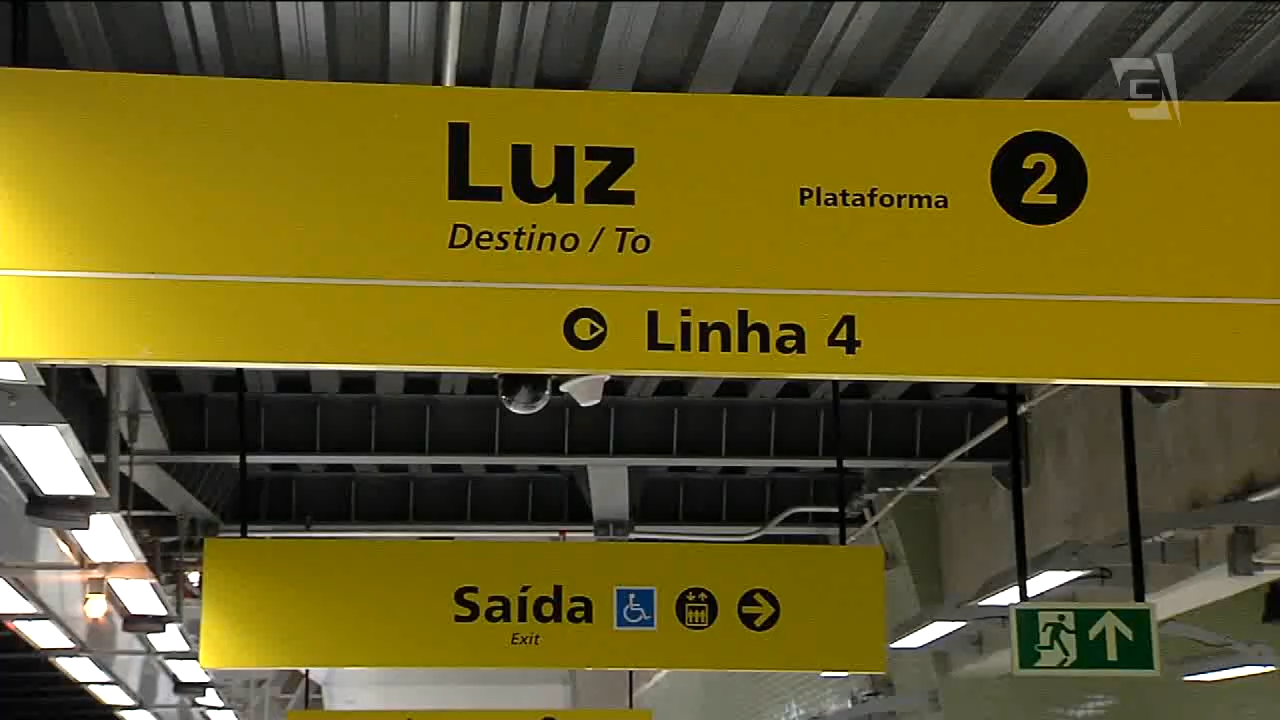 Luz
Destino / To
Plataforma 2
Linha 4
Saída
Exit